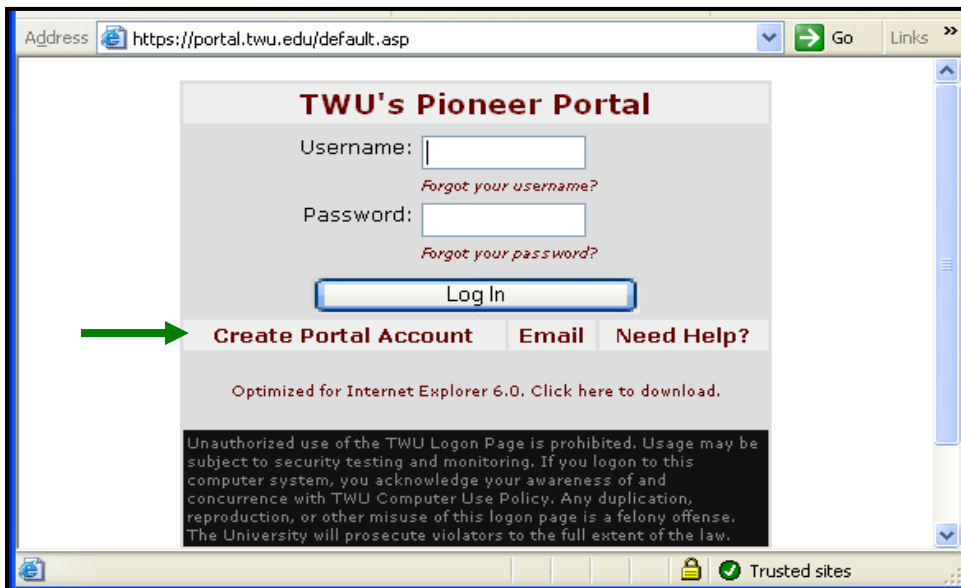 Address https://portal.twu.edu/default.asp Go Links »
TWU's Pioneer Portal
Username:
Forgot your username?
Password:
Forgot your password?
Log In
Create Portal Account Email Need Help?
Optimized for Internet Explorer 6.0. Click here to download.
Unauthorized use of the TWU Logon Page is prohibited. Usage may be
subject to security testing and monitoring. If you logon to this
computer system, you acknowledge your awareness of and
concurrence with TWU Computer Use Policy. Any duplication,
reproduction, or other misuse of this logon page is a felony offense.
The University will prosecute violators to the full extent of the law.
Trusted sites